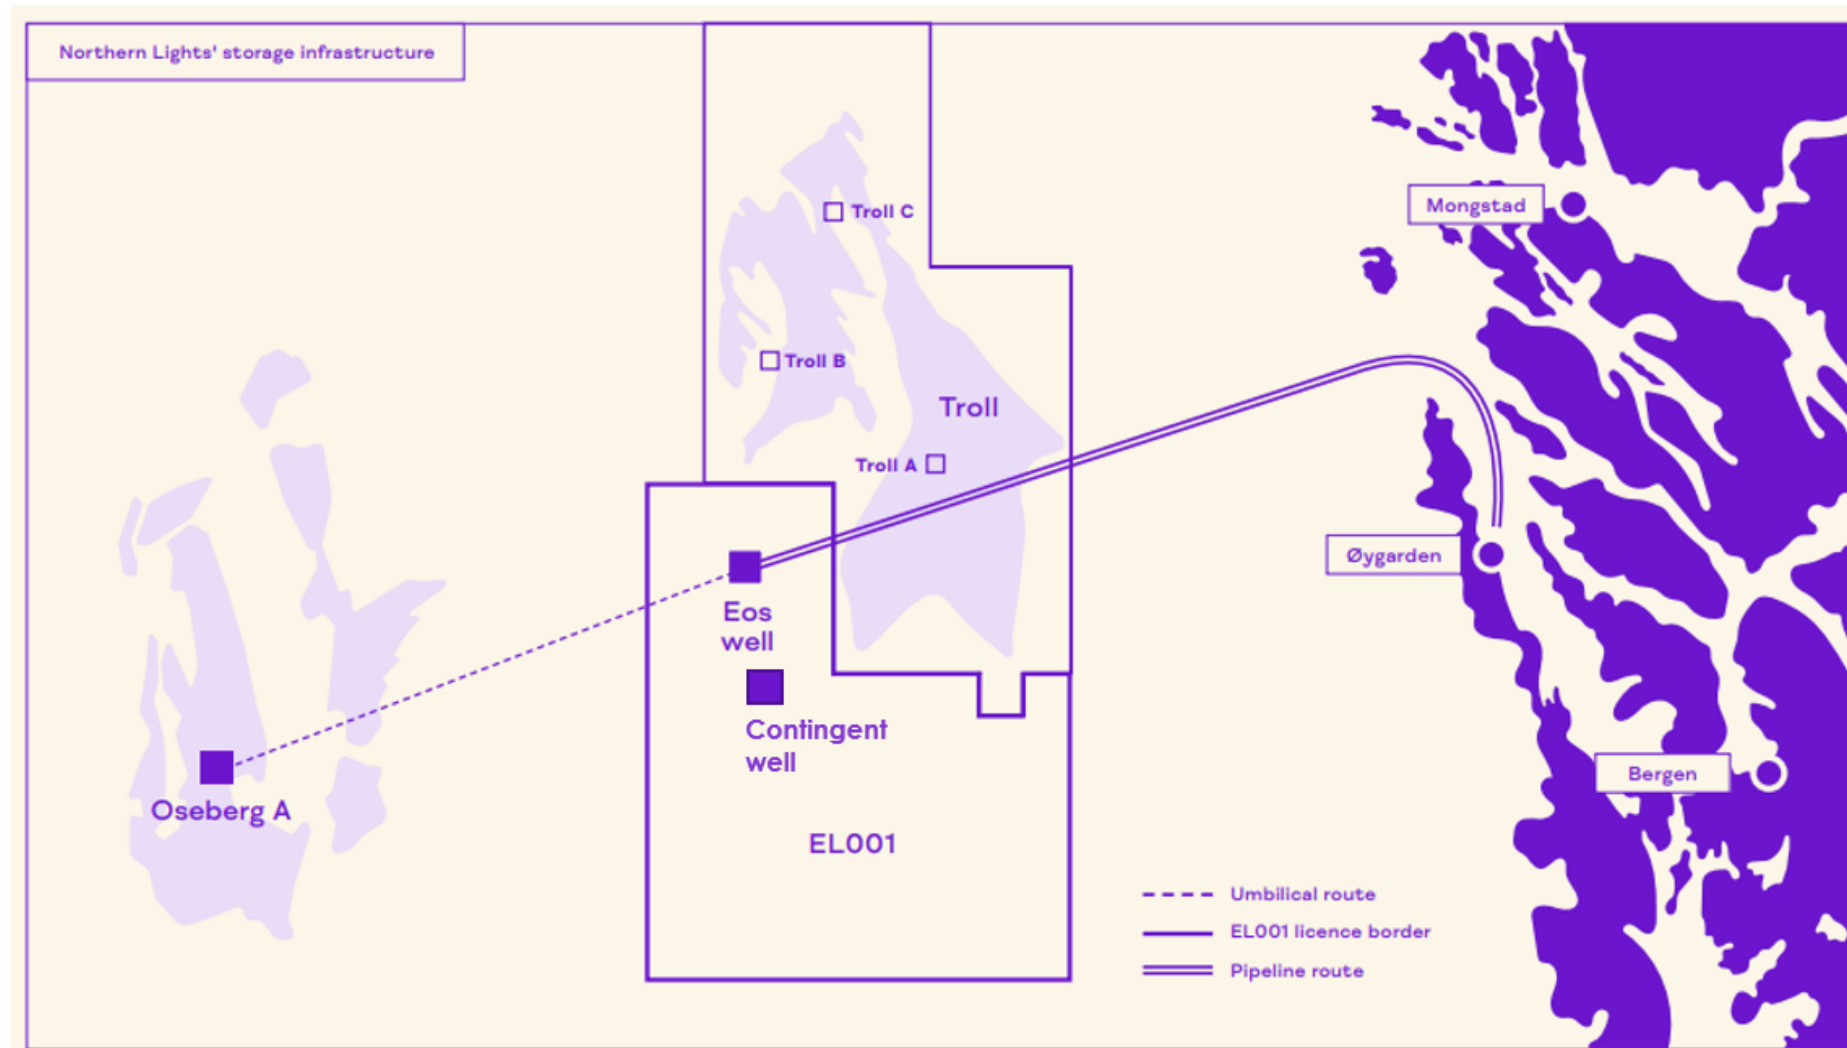 Northern Lights' storage infrastructure
Troll C
Mongstad
Troll B
Troll
Troll A
Øygarden
Eos
well
Contingent
well
Oseberg A
Bergen
EL001
Umbilical route
EL001 licence border
Pipeline route